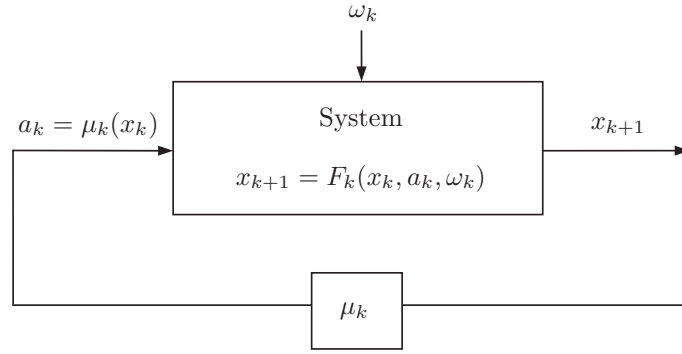 ω_k
System
a_k = μ_k(x_k)
x_{k+1}
x_{k+1} = F_k(x_k, a_k, ω_k)
μ_k